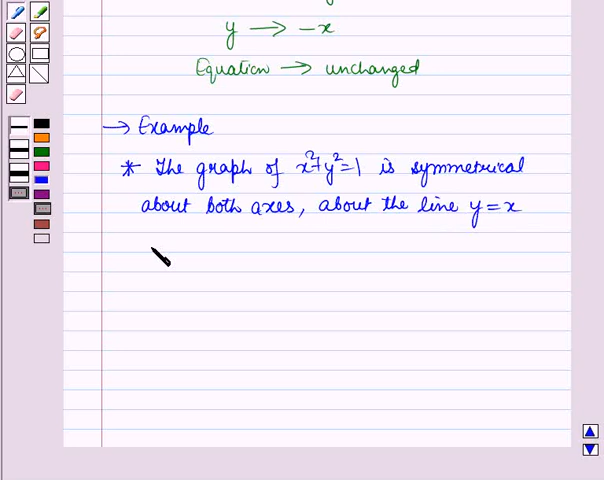 y → -x
Equation → unchanged
→ Example
* The graph of x²+y²=1 is symmetrical
about both axes, about the line y=x